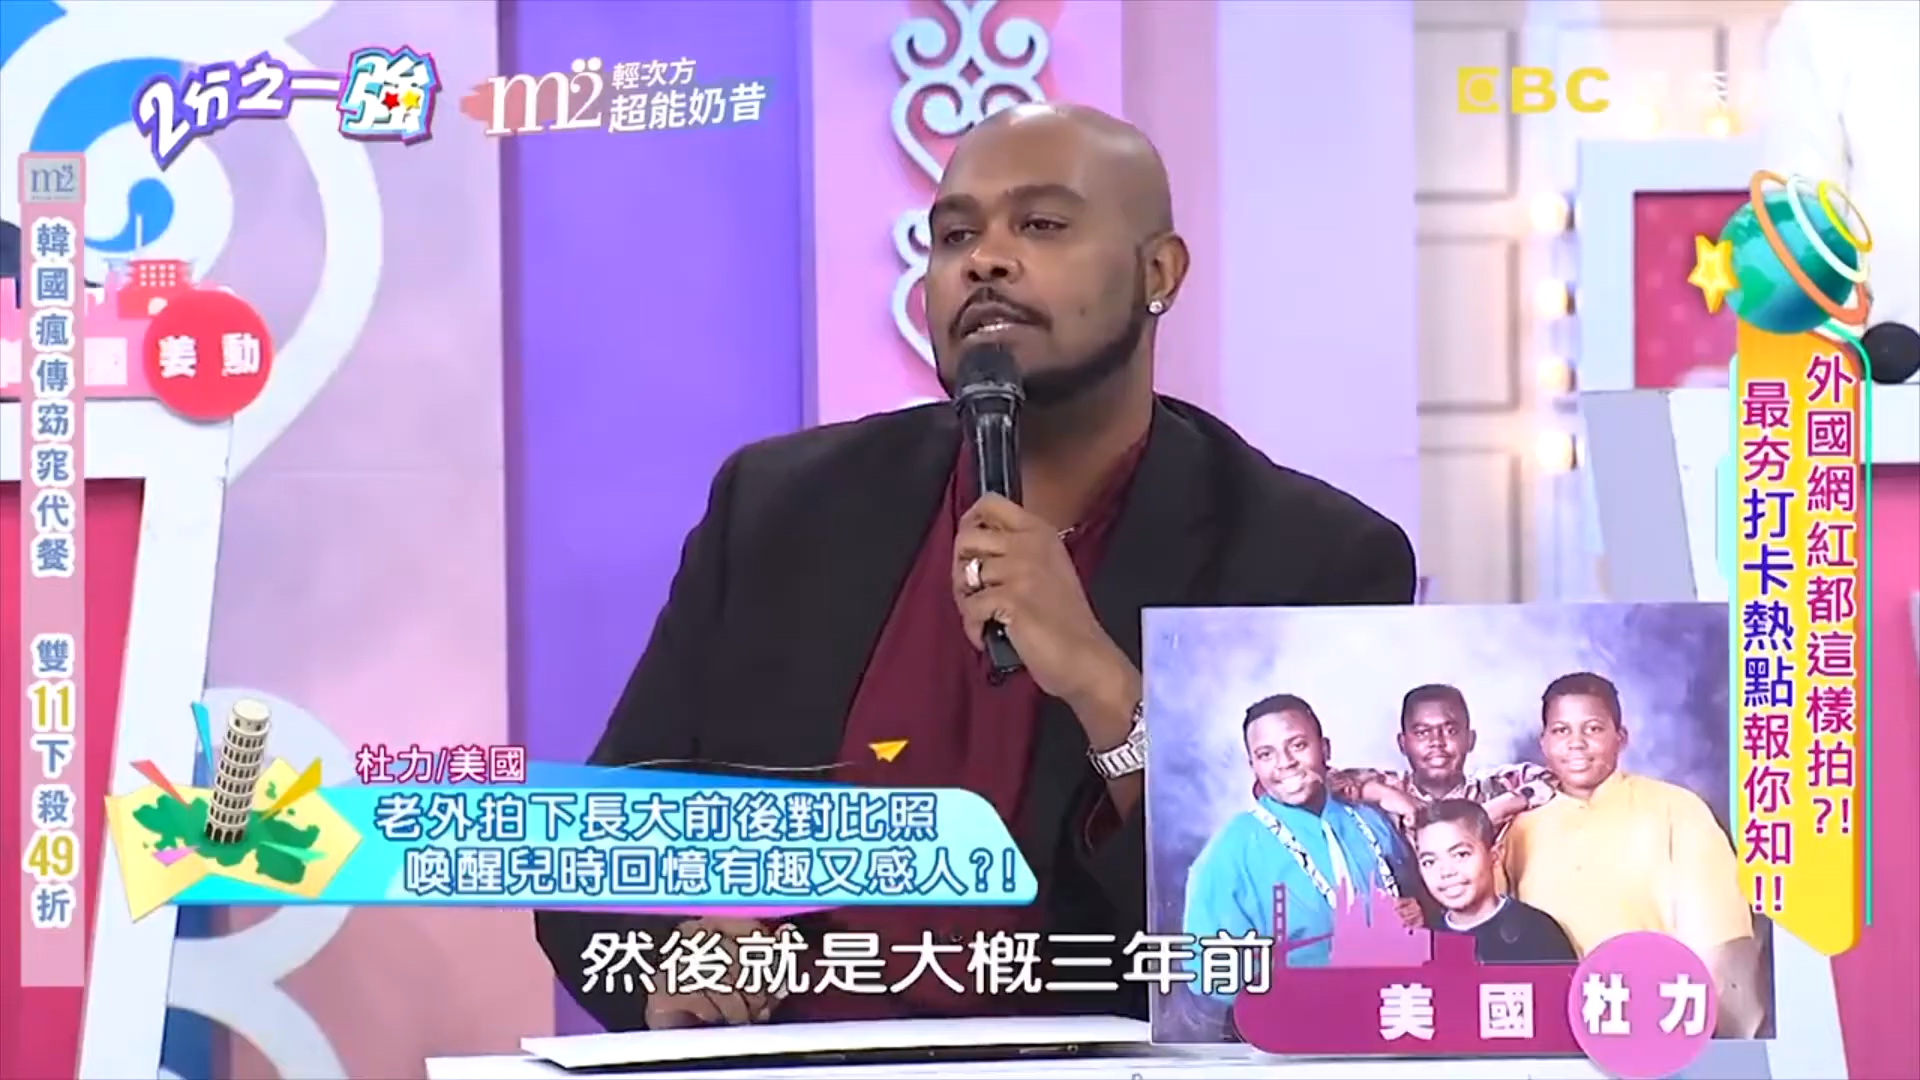 2分之一強
m2 輕次方
超能奶昔
EBC
m2
韓國瘋傳窈窕代餐 雙11下殺49折
國 姜勳
外國網紅都這樣拍?!
最夯打卡熱點報你知!!
杜力/美國
老外拍下長大前後對比照
喚醒兒時回憶有趣又感人?!
然後就是大概三年前
美國 杜力